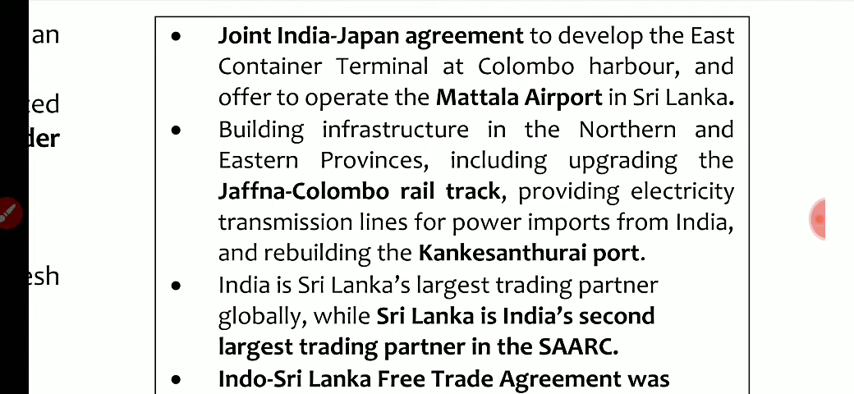 an
ted
der
esh
• Joint India-Japan agreement to develop the East
Container Terminal at Colombo harbour, and
offer to operate the Mattala Airport in Sri Lanka.
• Building infrastructure in the Northern and
Eastern Provinces, including upgrading the
Jaffna-Colombo rail track, providing electricity
transmission lines for power imports from India,
and rebuilding the Kankesanthurai port.
• India is Sri Lanka’s largest trading partner
globally, while Sri Lanka is India’s second
largest trading partner in the SAARC.
• Indo-Sri Lanka Free Trade Agreement was